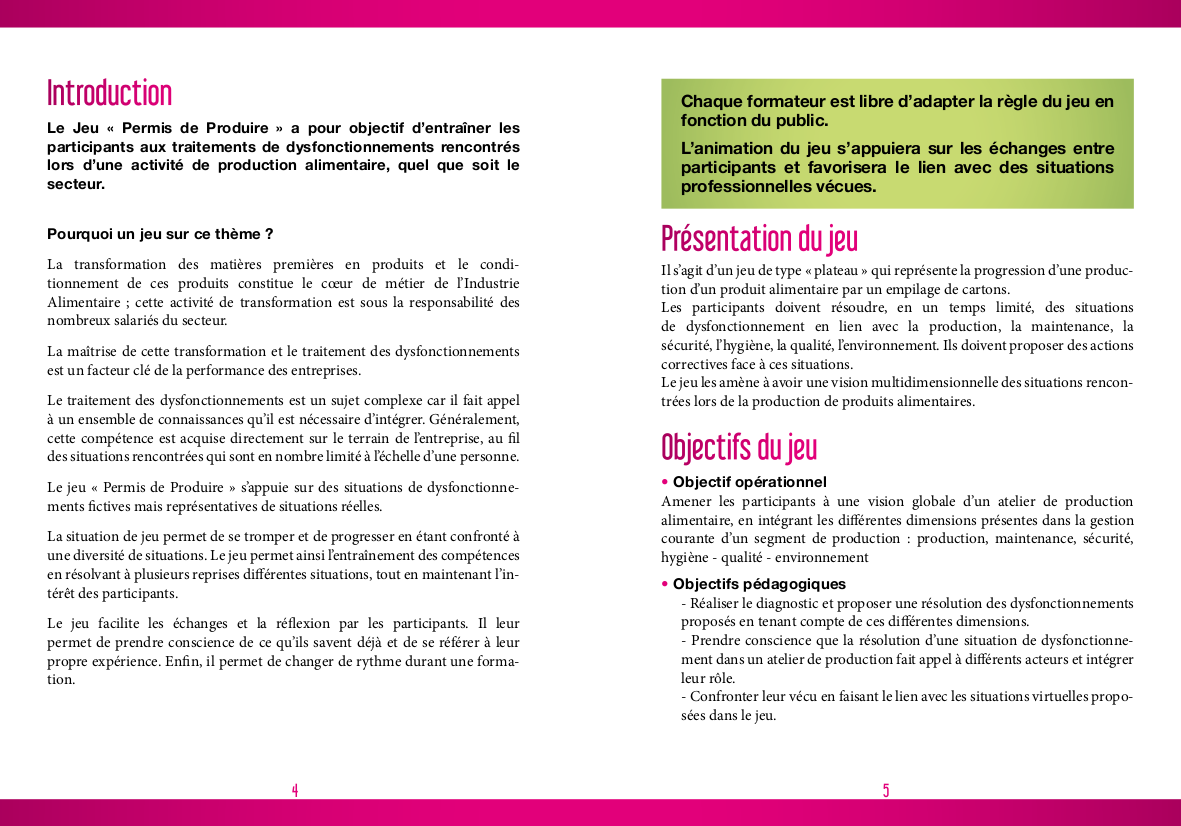 Introduction
Le Jeu « Permis de Produire » a pour objectif d’entraîner les
participants aux traitements de dysfonctionnements rencontrés
lors d’une activité de production alimentaire, quel que soit le
secteur.
Pourquoi un jeu sur ce thème ?
La transformation des matières premières en produits et le condi-
tionnement de ces produits constitue le cœur de métier de l’Industrie
Alimentaire ; cette activité de transformation est sous la responsabilité des
nombreux salariés du secteur.
La maîtrise de cette transformation et le traitement des dysfonctionnements
est un facteur clé de la performance des entreprises.
Le traitement des dysfonctionnements est un sujet complexe car il fait appel
à un ensemble de connaissances qu’il est nécessaire d’intégrer. Généralement,
cette compétence est acquise directement sur le terrain de l’entreprise, au fil
des situations rencontrées qui sont en nombre limité à l’échelle d’une personne.
Le jeu « Permis de Produire » s’appuie sur des situations de dysfonctionne-
ments fictives mais représentatives de situations réelles.
La situation de jeu permet de se tromper et de progresser en étant confronté à
une diversité de situations. Le jeu permet ainsi l’entraînement des compétences
en résolvant à plusieurs reprises différentes situations, tout en maintenant l’in-
térêt des participants.
Le jeu facilite les échanges et la réflexion par les participants. Il leur
permet de prendre conscience de ce qu’ils savent déjà et de se référer à leur
propre expérience. Enfin, il permet de changer de rythme durant une forma-
tion.
4
Chaque formateur est libre d’adapter la règle du jeu en
fonction du public.
L’animation du jeu s’appuiera sur les échanges entre
participants et favorisera le lien avec des situations
professionnelles vécues.
Présentation du jeu
Il s’agit d’un jeu de type « plateau » qui représente la progression d’une produc-
tion d’un produit alimentaire par un empilage de cartons.
Les participants doivent résoudre, en un temps limité, des situations
de dysfonctionnement en lien avec la production, la maintenance, la
sécurité, l’hygiène, la qualité, l’environnement. Ils doivent proposer des actions
correctives face à ces situations.
Le jeu les amène à avoir une vision multidimensionnelle des situations rencon-
trées lors de la production de produits alimentaires.
Objectifs du jeu
• Objectif opérationnel
Amener les participants à une vision globale d’un atelier de production
alimentaire, en intégrant les différentes dimensions présentes dans la gestion
courante d’un segment de production : production, maintenance, sécurité,
hygiène - qualité - environnement
• Objectifs pédagogiques
- Réaliser le diagnostic et proposer une résolution des dysfonctionnements
proposés en tenant compte de ces différentes dimensions.
- Prendre conscience que la résolution d’une situation de dysfonctionne-
ment dans un atelier de production fait appel à différents acteurs et intégrer
leur rôle.
- Confronter leur vécu en faisant le lien avec les situations virtuelles propo-
sées dans le jeu.
5